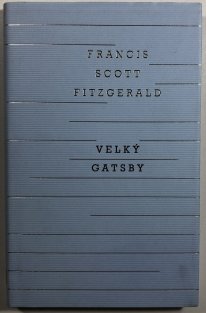 FRANCIS
SCOTT
FITZGERALD
VELKÝ
GATSBY